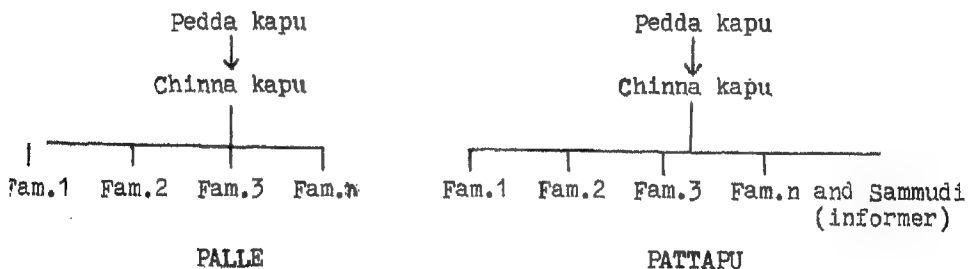 Pedda kapu Pedda kapu
Chinna kapu Chinna kapu
Fam.1 Fam.2 Fam.3 Fam.n Fam.1 Fam.2 Fam.3 Fam.n and Sammudi
(informer)
PALLE PATTAPU